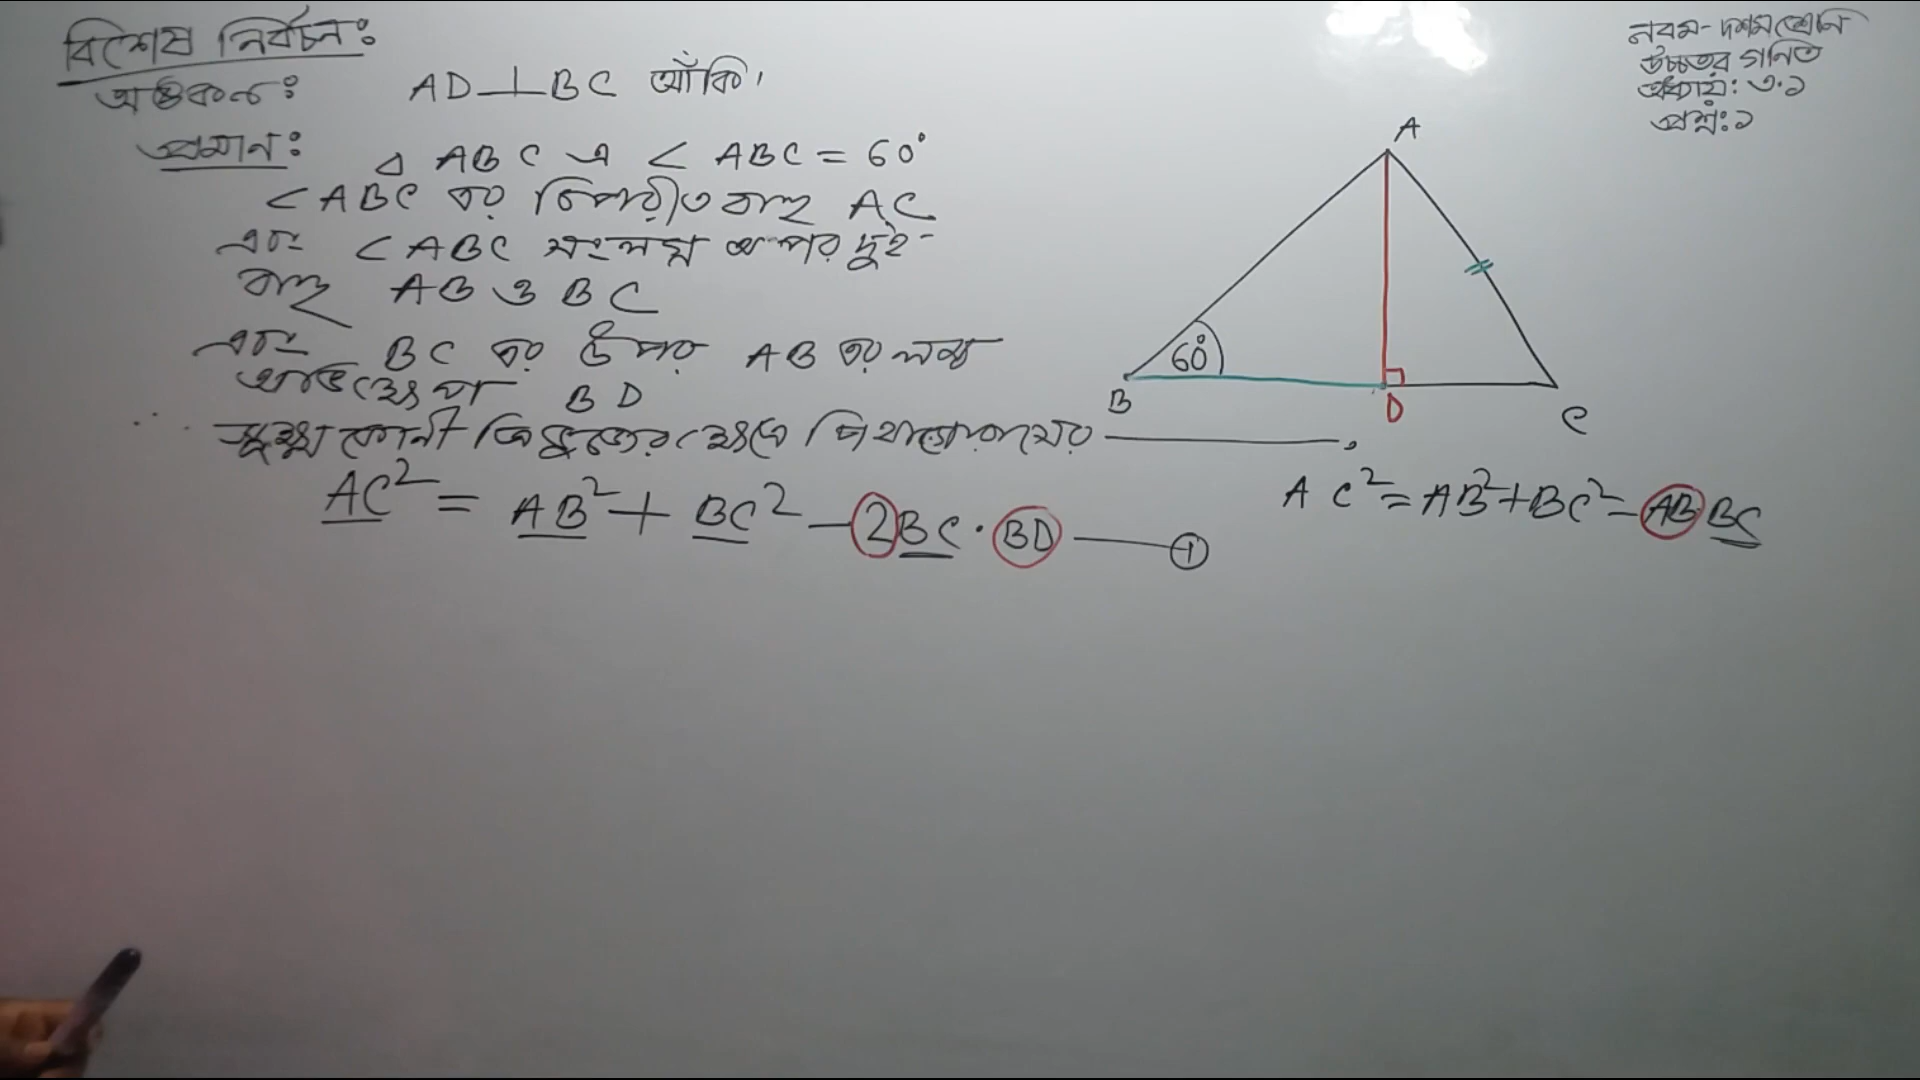 বিশেষ নির্বচন:
অঙ্কন: AD⊥BC আঁকি।
প্রমান: △ ABC এ ∠ ABC = 60°
∠ABC এর বিপরীত বাহু AC
এবং ∠ABC সংলগ্ন অপর দুই-
বাহু AB ও BC
এবং BC এর উপর AB এর লম্ব
অভিক্ষেপ BD
সূক্ষ্মকোণী ত্রিভুজের ক্ষেত্রে পিথাগোরাসের ———,
AC² = AB² + BC² – 2BC · BD —— ①
নবম-দশম শ্রেনি
উচ্চতর গনিত
অধ্যায়: ৩.১
প্রশ্ন: ১
A
60°
B
D
C
AC² = AB² + BC² – AB·BC